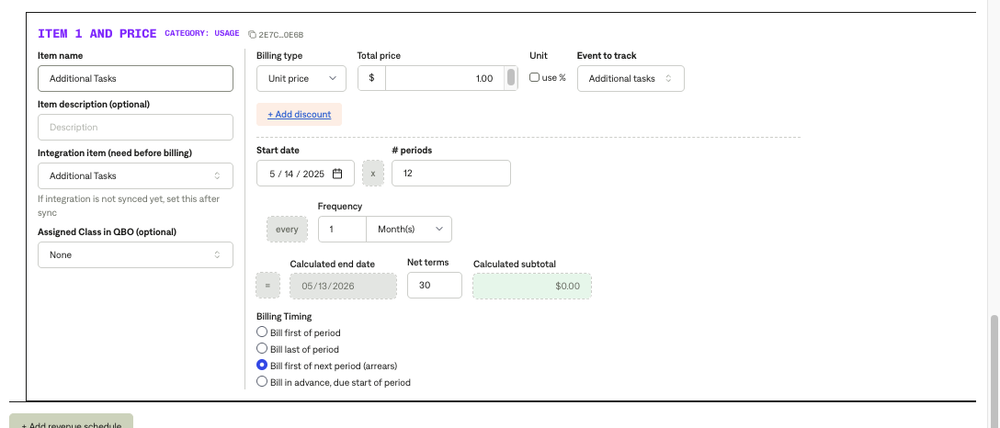 ITEM 1 AND PRICE CATEGORY: USAGE 2E7C...0E6B
Item name
Additional Tasks
Item description (optional)
Description
Integration item (need before billing)
Additional Tasks
If integration is not synced yet, set this after
sync
Assigned Class in QBO (optional)
None
Billing type Total price Unit Event to track
Unit price $ 1.00 use % Additional tasks
+ Add discount
Start date # periods
5 / 14 / 2025 x 12
Frequency
every 1 Month(s)
Calculated end date Net terms Calculated subtotal
= 05/13/2026 30 $0.00
Billing Timing
Bill first of period
Bill last of period
Bill first of next period (arrears)
Bill in advance, due start of period
+ Add revenue schedule